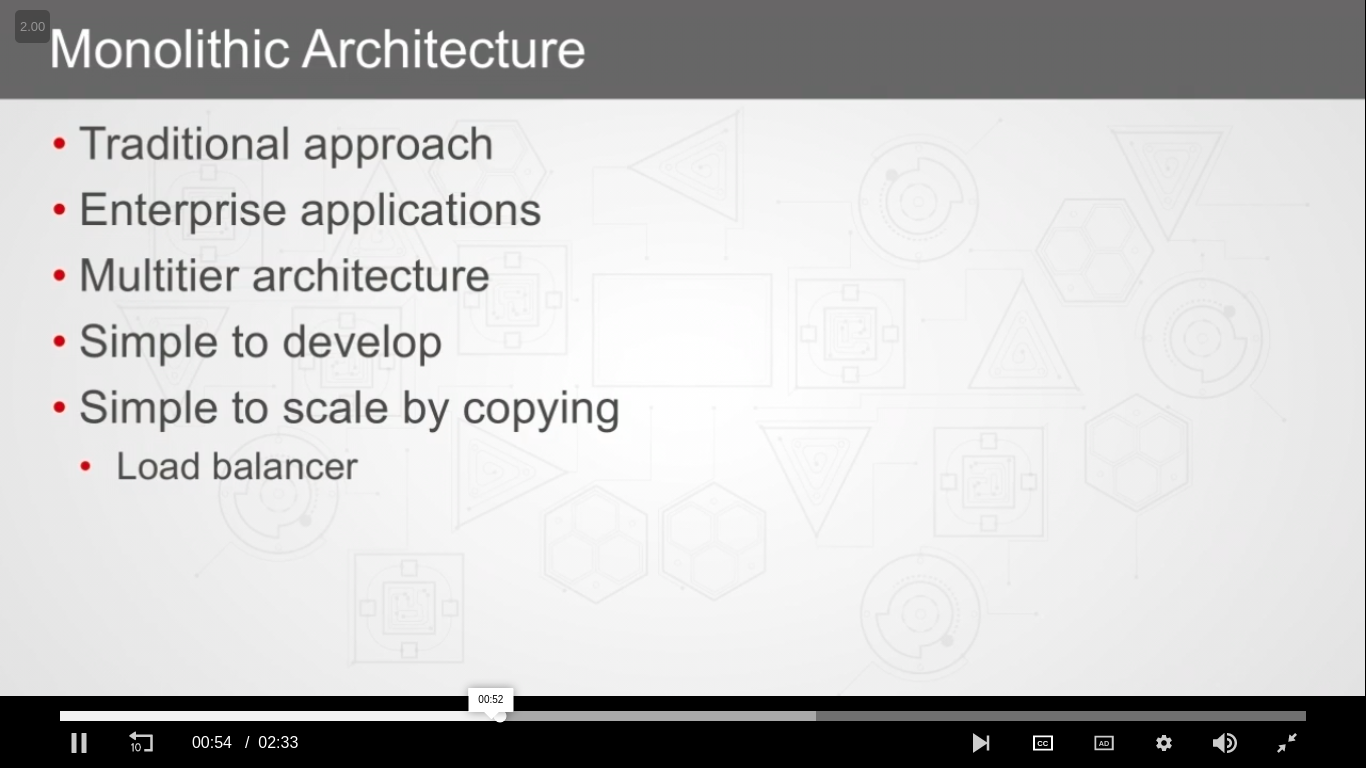 2.00
Monolithic Architecture
• Traditional approach
• Enterprise applications
• Multitier architecture
• Simple to develop
• Simple to scale by copying
• Load balancer
00:52
10
00:54 / 02:33
CC
AD